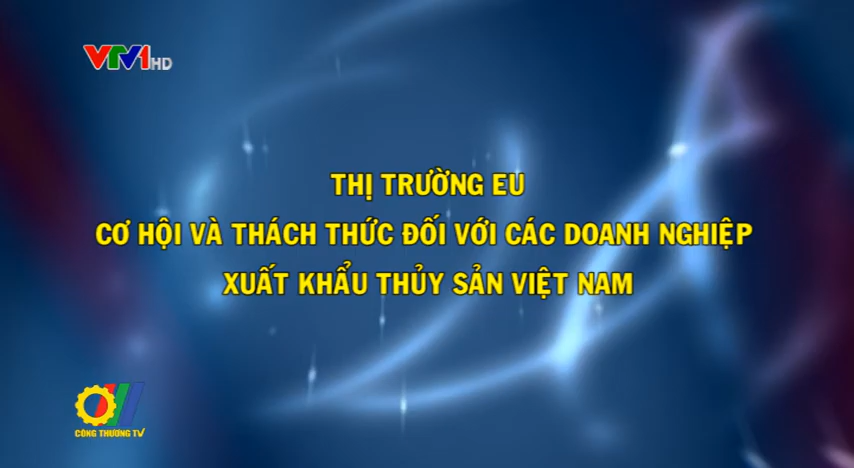 VTV1HD
THỊ TRƯỜNG EU
CƠ HỘI VÀ THÁCH THỨC ĐỐI VỚI CÁC DOANH NGHIỆP
XUẤT KHẨU THỦY SẢN VIỆT NAM
CÔNG THƯƠNG TV